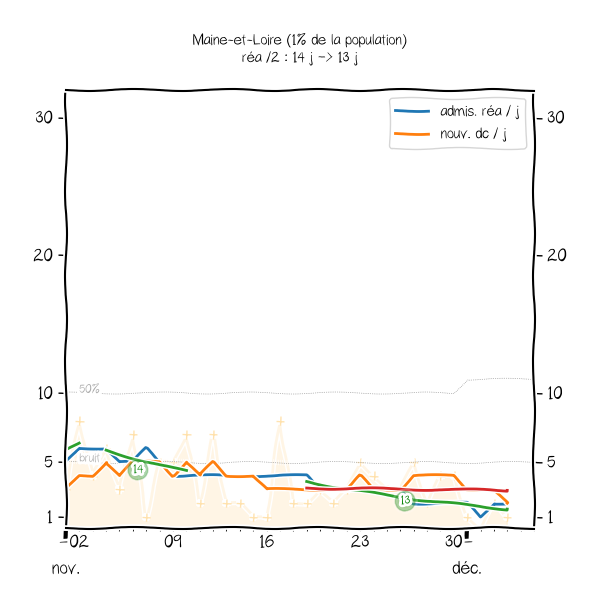 Maine-et-Loire (1% de la population)
réa /2 : 14 j -> 13 j
admis. réa / j
nouv. dc / j
30 30
20 20
10 10
50%
5 5
bruit
14
13
1 1
02 09 16 23 30
nov. déc.